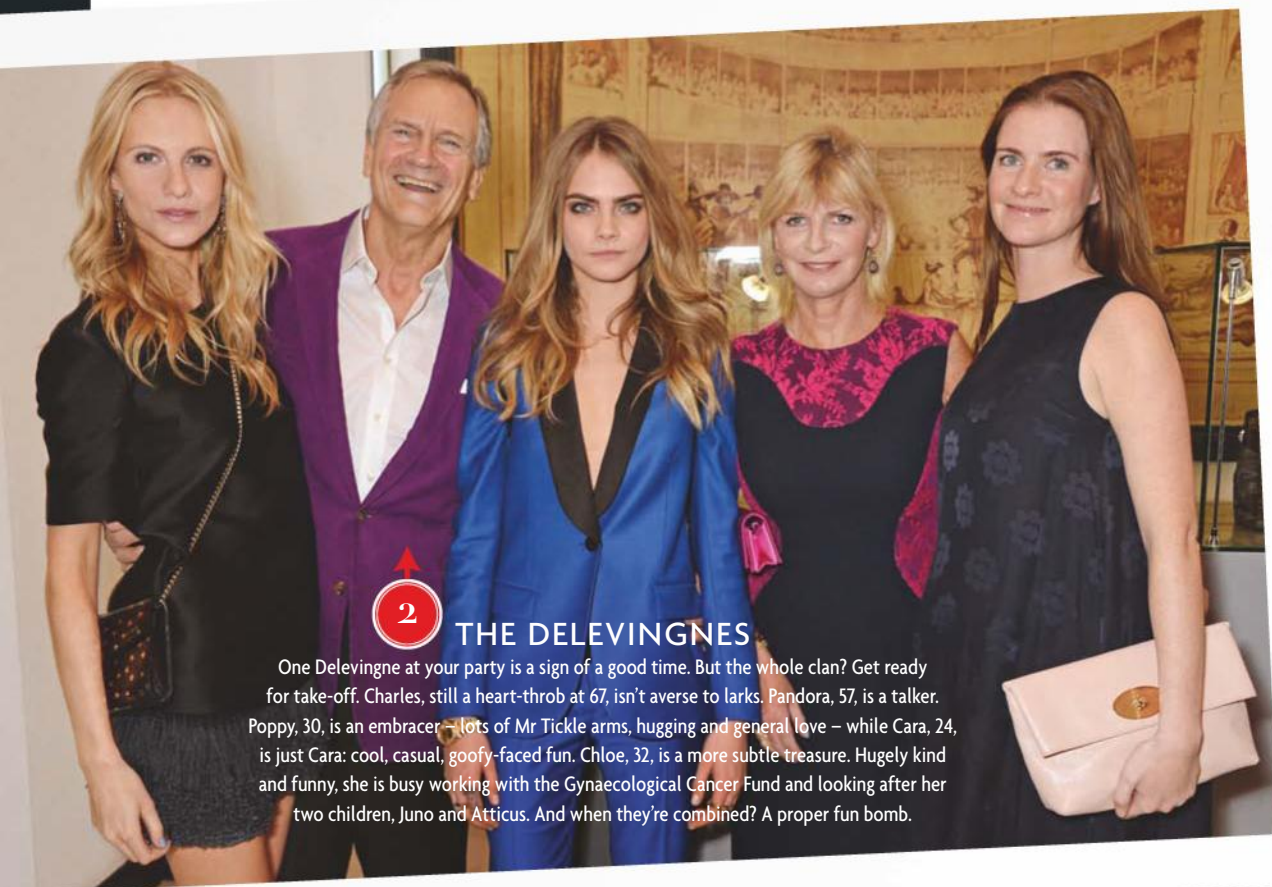 2
THE DELEVINGNES
One Delevingne at your party is a sign of a good time. But the whole clan? Get ready
for take-off. Charles, still a heart-throb at 67, isn’t averse to larks. Pandora, 57, is a talker.
Poppy, 30, is an embracer – lots of Mr Tickle arms, hugging and general love – while Cara, 24,
is just Cara: cool, casual, goofy-faced fun. Chloe, 32, is a more subtle treasure. Hugely kind
and funny, she is busy working with the Gynaecological Cancer Fund and looking after her
two children, Juno and Atticus. And when they’re combined? A proper fun bomb.